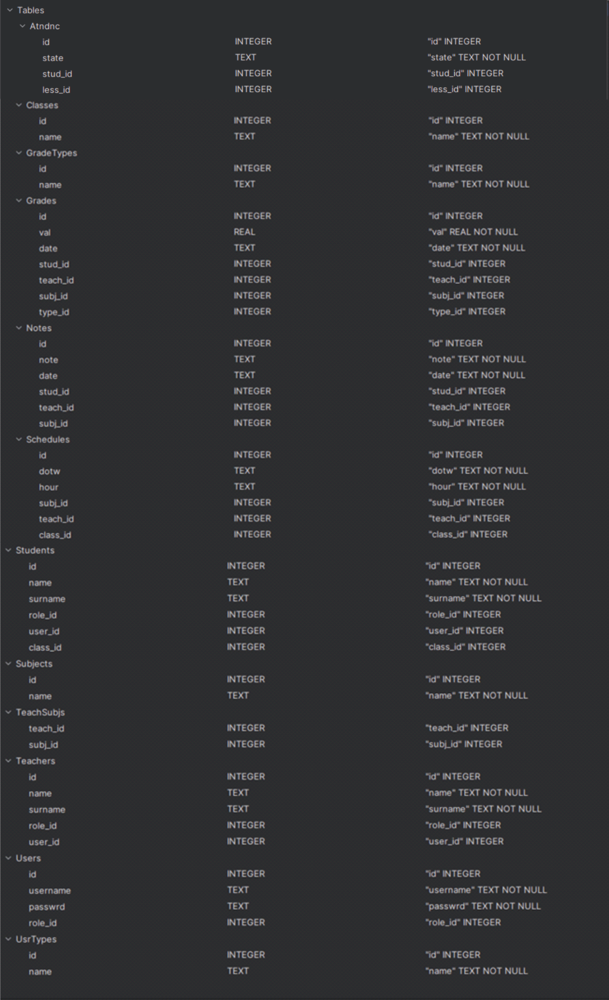 Tables
Atndnc
id INTEGER "id" INTEGER
state TEXT "state" TEXT NOT NULL
stud_id INTEGER "stud_id" INTEGER
less_id INTEGER "less_id" INTEGER
Classes
id INTEGER "id" INTEGER
name TEXT "name" TEXT NOT NULL
GradeTypes
id INTEGER "id" INTEGER
name TEXT "name" TEXT NOT NULL
Grades
id INTEGER "id" INTEGER
val REAL "val" REAL NOT NULL
date TEXT "date" TEXT NOT NULL
stud_id INTEGER "stud_id" INTEGER
teach_id INTEGER "teach_id" INTEGER
subj_id INTEGER "subj_id" INTEGER
type_id INTEGER "type_id" INTEGER
Notes
id INTEGER "id" INTEGER
note TEXT "note" TEXT NOT NULL
date TEXT "date" TEXT NOT NULL
stud_id INTEGER "stud_id" INTEGER
teach_id INTEGER "teach_id" INTEGER
subj_id INTEGER "subj_id" INTEGER
Schedules
id INTEGER "id" INTEGER
dotw TEXT "dotw" TEXT NOT NULL
hour TEXT "hour" TEXT NOT NULL
subj_id INTEGER "subj_id" INTEGER
teach_id INTEGER "teach_id" INTEGER
class_id INTEGER "class_id" INTEGER
Students
id INTEGER "id" INTEGER
name TEXT "name" TEXT NOT NULL
surname TEXT "surname" TEXT NOT NULL
role_id INTEGER "role_id" INTEGER
user_id INTEGER "user_id" INTEGER
class_id INTEGER "class_id" INTEGER
Subjects
id INTEGER "id" INTEGER
name TEXT "name" TEXT NOT NULL
TeachSubjs
teach_id INTEGER "teach_id" INTEGER
subj_id INTEGER "subj_id" INTEGER
Teachers
id INTEGER "id" INTEGER
name TEXT "name" TEXT NOT NULL
surname TEXT "surname" TEXT NOT NULL
role_id INTEGER "role_id" INTEGER
user_id INTEGER "user_id" INTEGER
Users
id INTEGER "id" INTEGER
username TEXT "username" TEXT NOT NULL
passwrd TEXT "passwrd" TEXT NOT NULL
role_id INTEGER "role_id" INTEGER
UsrTypes
id INTEGER "id" INTEGER
name TEXT "name" TEXT NOT NULL